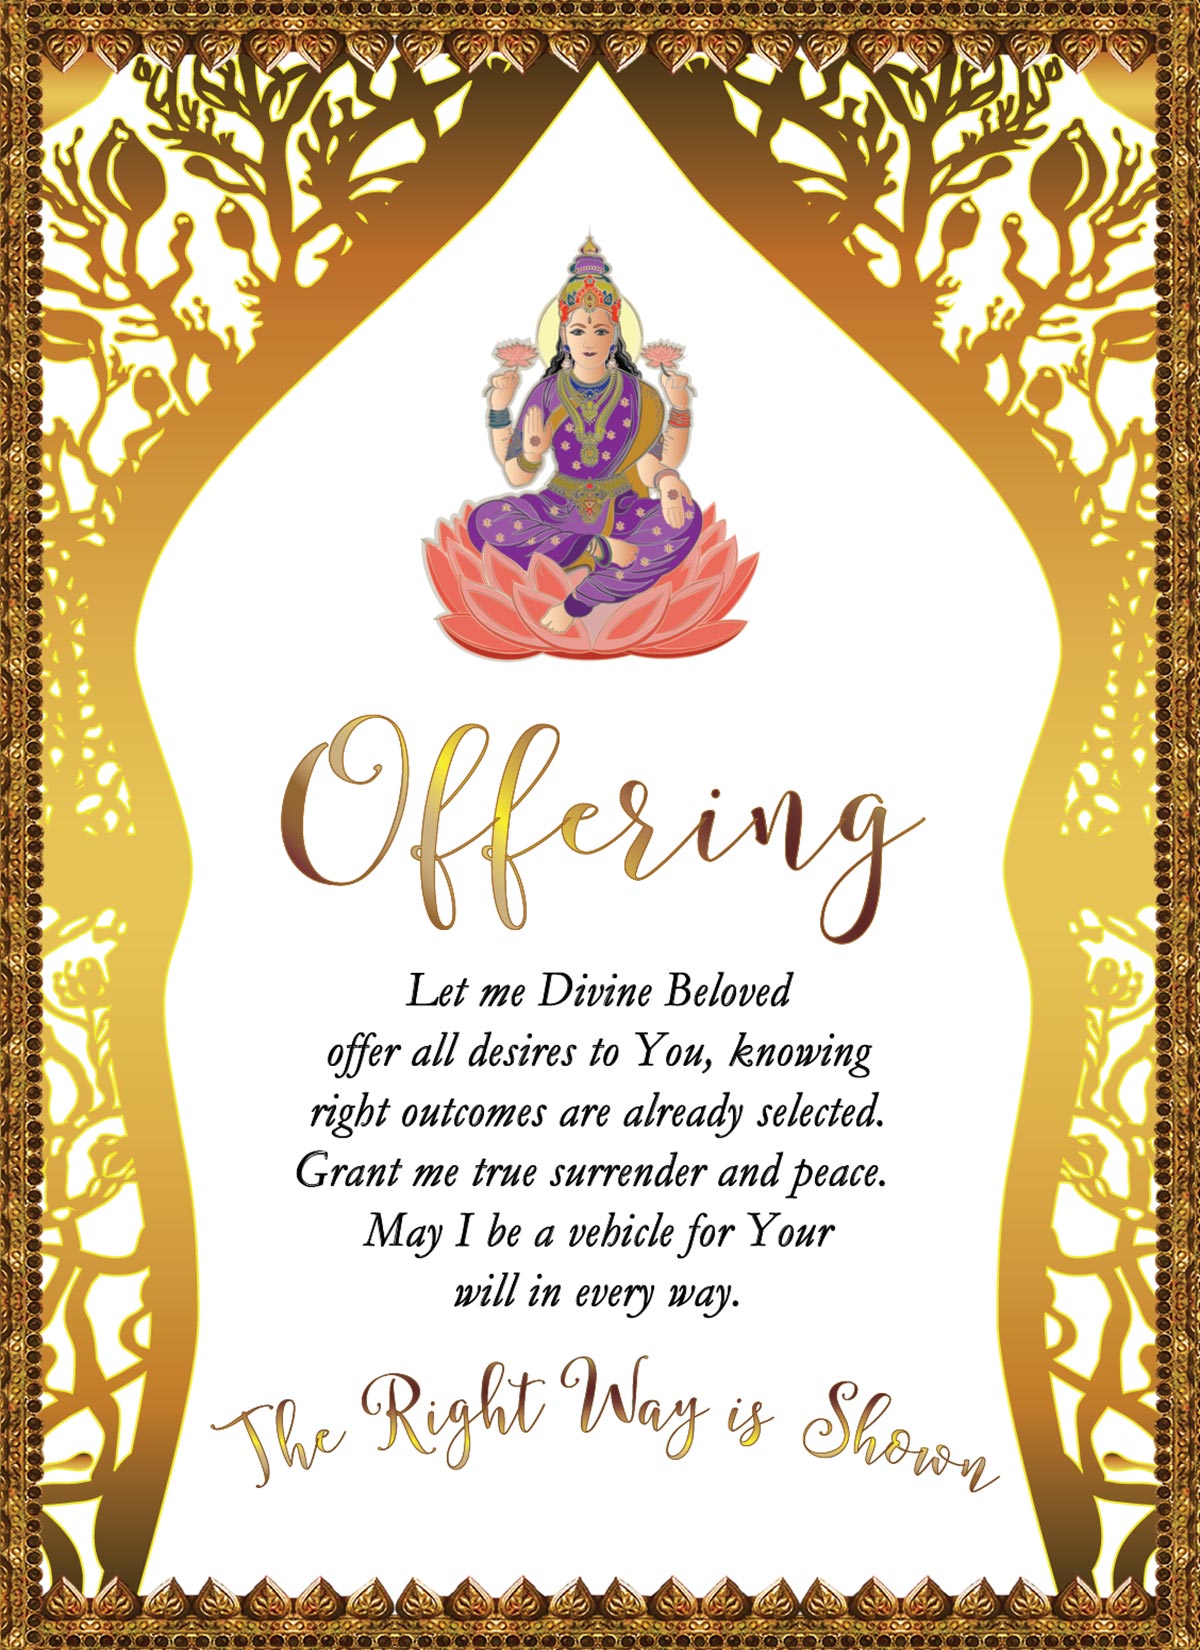 Offering
Let me Divine Beloved
offer all desires to You, knowing
right outcomes are already selected.
Grant me true surrender and peace.
May I be a vehicle for Your
will in every way.
The Right Way is Shown